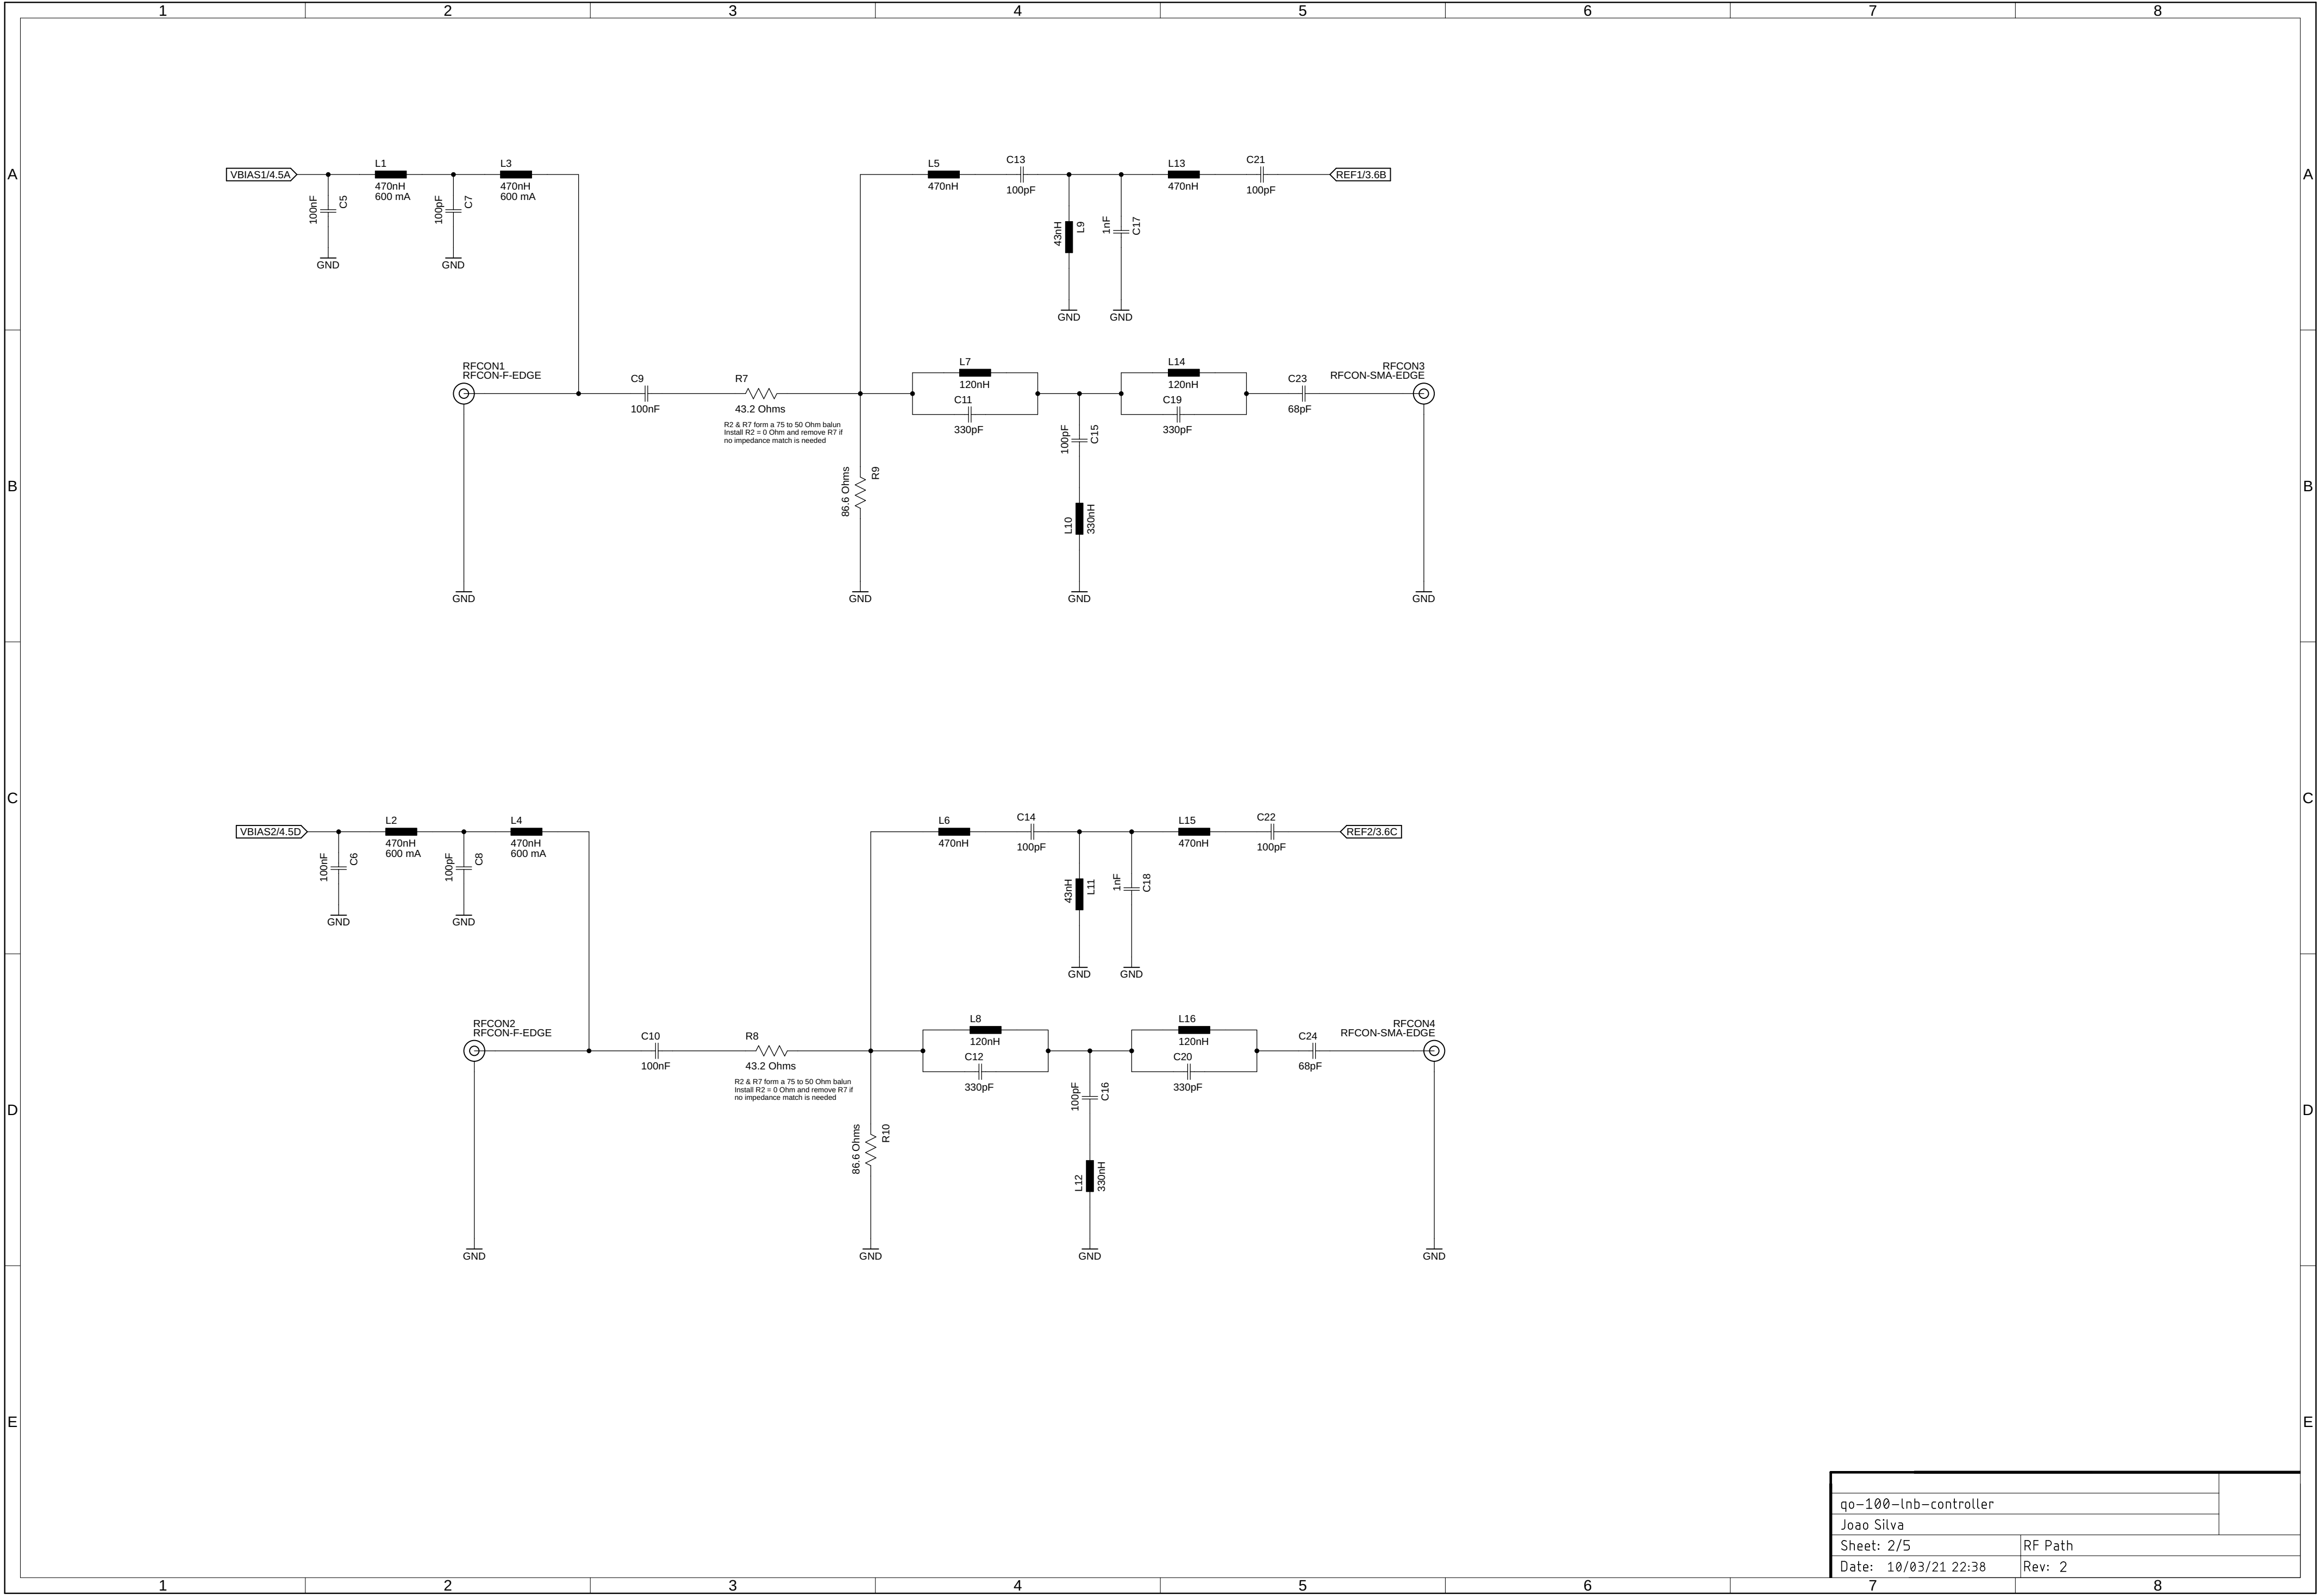 1 2 3 4 5 6 7 8
A
A
L1
L3
L5
C13
L13
C21
VBIAS1/4.5A
REF1/3.6B
470nH
600 mA
470nH
600 mA
470nH
100pF
470nH
100pF
100nF
C5
100pF
C7
43nH
L9
1nF
C17
GND
GND
GND
GND
RFCON1
RFCON-F-EDGE
L7
L14
RFCON3
RFCON-SMA-EDGE
C9
R7
120nH
120nH
C23
C11
C19
100nF
43.2 Ohms
68pF
330pF
330pF
R2 & R7 form a 75 to 50 Ohm balun
Install R2 = 0 Ohm and remove R7 if
no impedance match is needed
100pF
C15
B
B
86.6 Ohms
R9
L10
330nH
GND
GND
GND
GND
C
C
L2
L4
L6
C14
L15
C22
VBIAS2/4.5D
REF2/3.6C
470nH
600 mA
470nH
600 mA
470nH
100pF
470nH
100pF
100nF
C6
100pF
C8
43nH
L11
1nF
C18
GND
GND
GND
GND
RFCON2
RFCON-F-EDGE
L8
L16
RFCON4
RFCON-SMA-EDGE
C10
R8
120nH
120nH
C24
C12
C20
100nF
43.2 Ohms
68pF
330pF
330pF
R2 & R7 form a 75 to 50 Ohm balun
Install R2 = 0 Ohm and remove R7 if
no impedance match is needed
100pF
C16
D
D
86.6 Ohms
R10
L12
330nH
GND
GND
GND
GND
E
E
qo-100-lnb-controller
Joao Silva
Sheet: 2/5
RF Path
Date: 10/03/21 22:38
Rev: 2
1 2 3 4 5 6 7 8